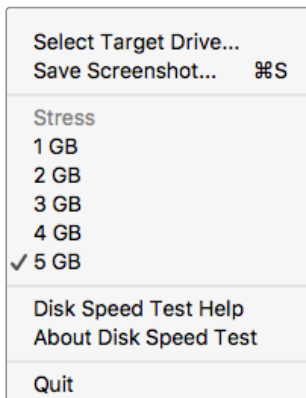 Select Target Drive...
Save Screenshot... ⌘S
Stress
1 GB
2 GB
3 GB
4 GB
✓ 5 GB
Disk Speed Test Help
About Disk Speed Test
Quit